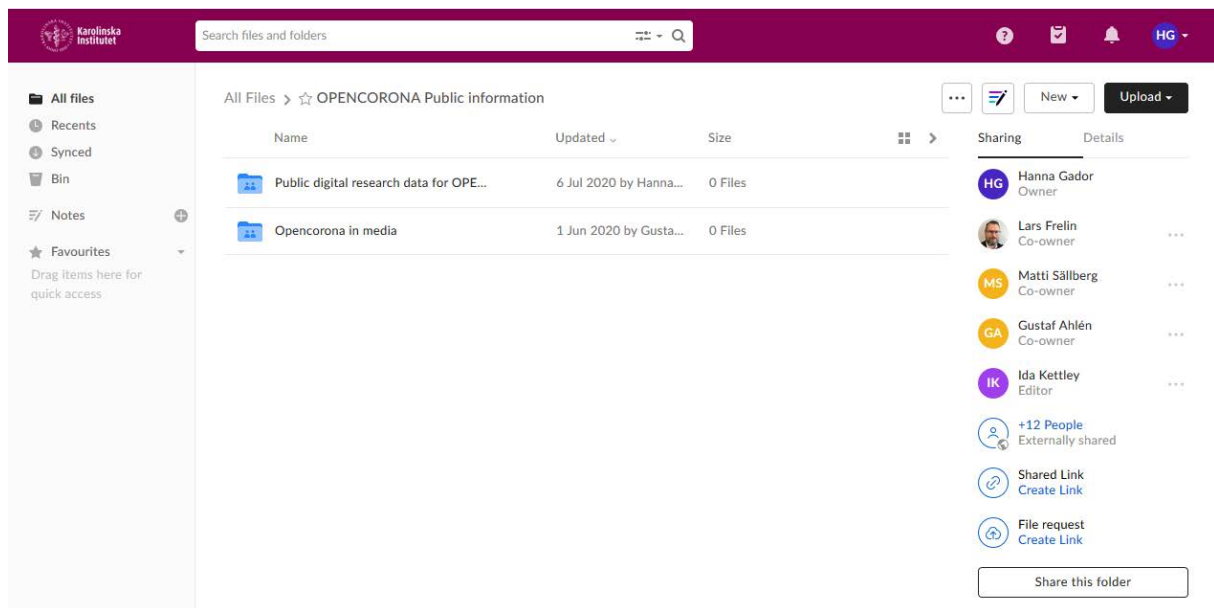 Karolinska
Institutet
Search files and folders
?
HG
All files
Recents
Synced
Bin
Notes
Favourites
Drag items here for
quick access
All Files > ☆ OPENCORONA Public information
New
Upload
Name Updated Size
Public digital research data for OPE... 6 Jul 2020 by Hanna... 0 Files
Opencorona in media 1 Jun 2020 by Gusta... 0 Files
Sharing Details
HG
Hanna Gador
Owner
Lars Frelin
Co-owner
MS
Matti Sällberg
Co-owner
GA
Gustaf Ahlén
Co-owner
IK
Ida Kettley
Editor
+12 People
Externally shared
Shared Link
Create Link
File request
Create Link
Share this folder